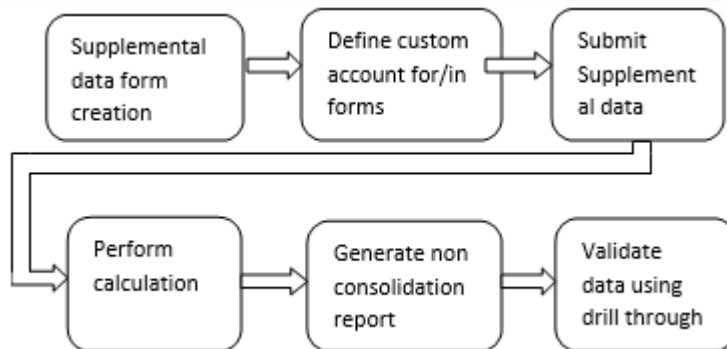 Supplemental
data form
creation
Define custom
account for/in
forms
Submit
Supplement
al data
Perform
calculation
Generate non
consolidation
report
Validate
data using
drill through